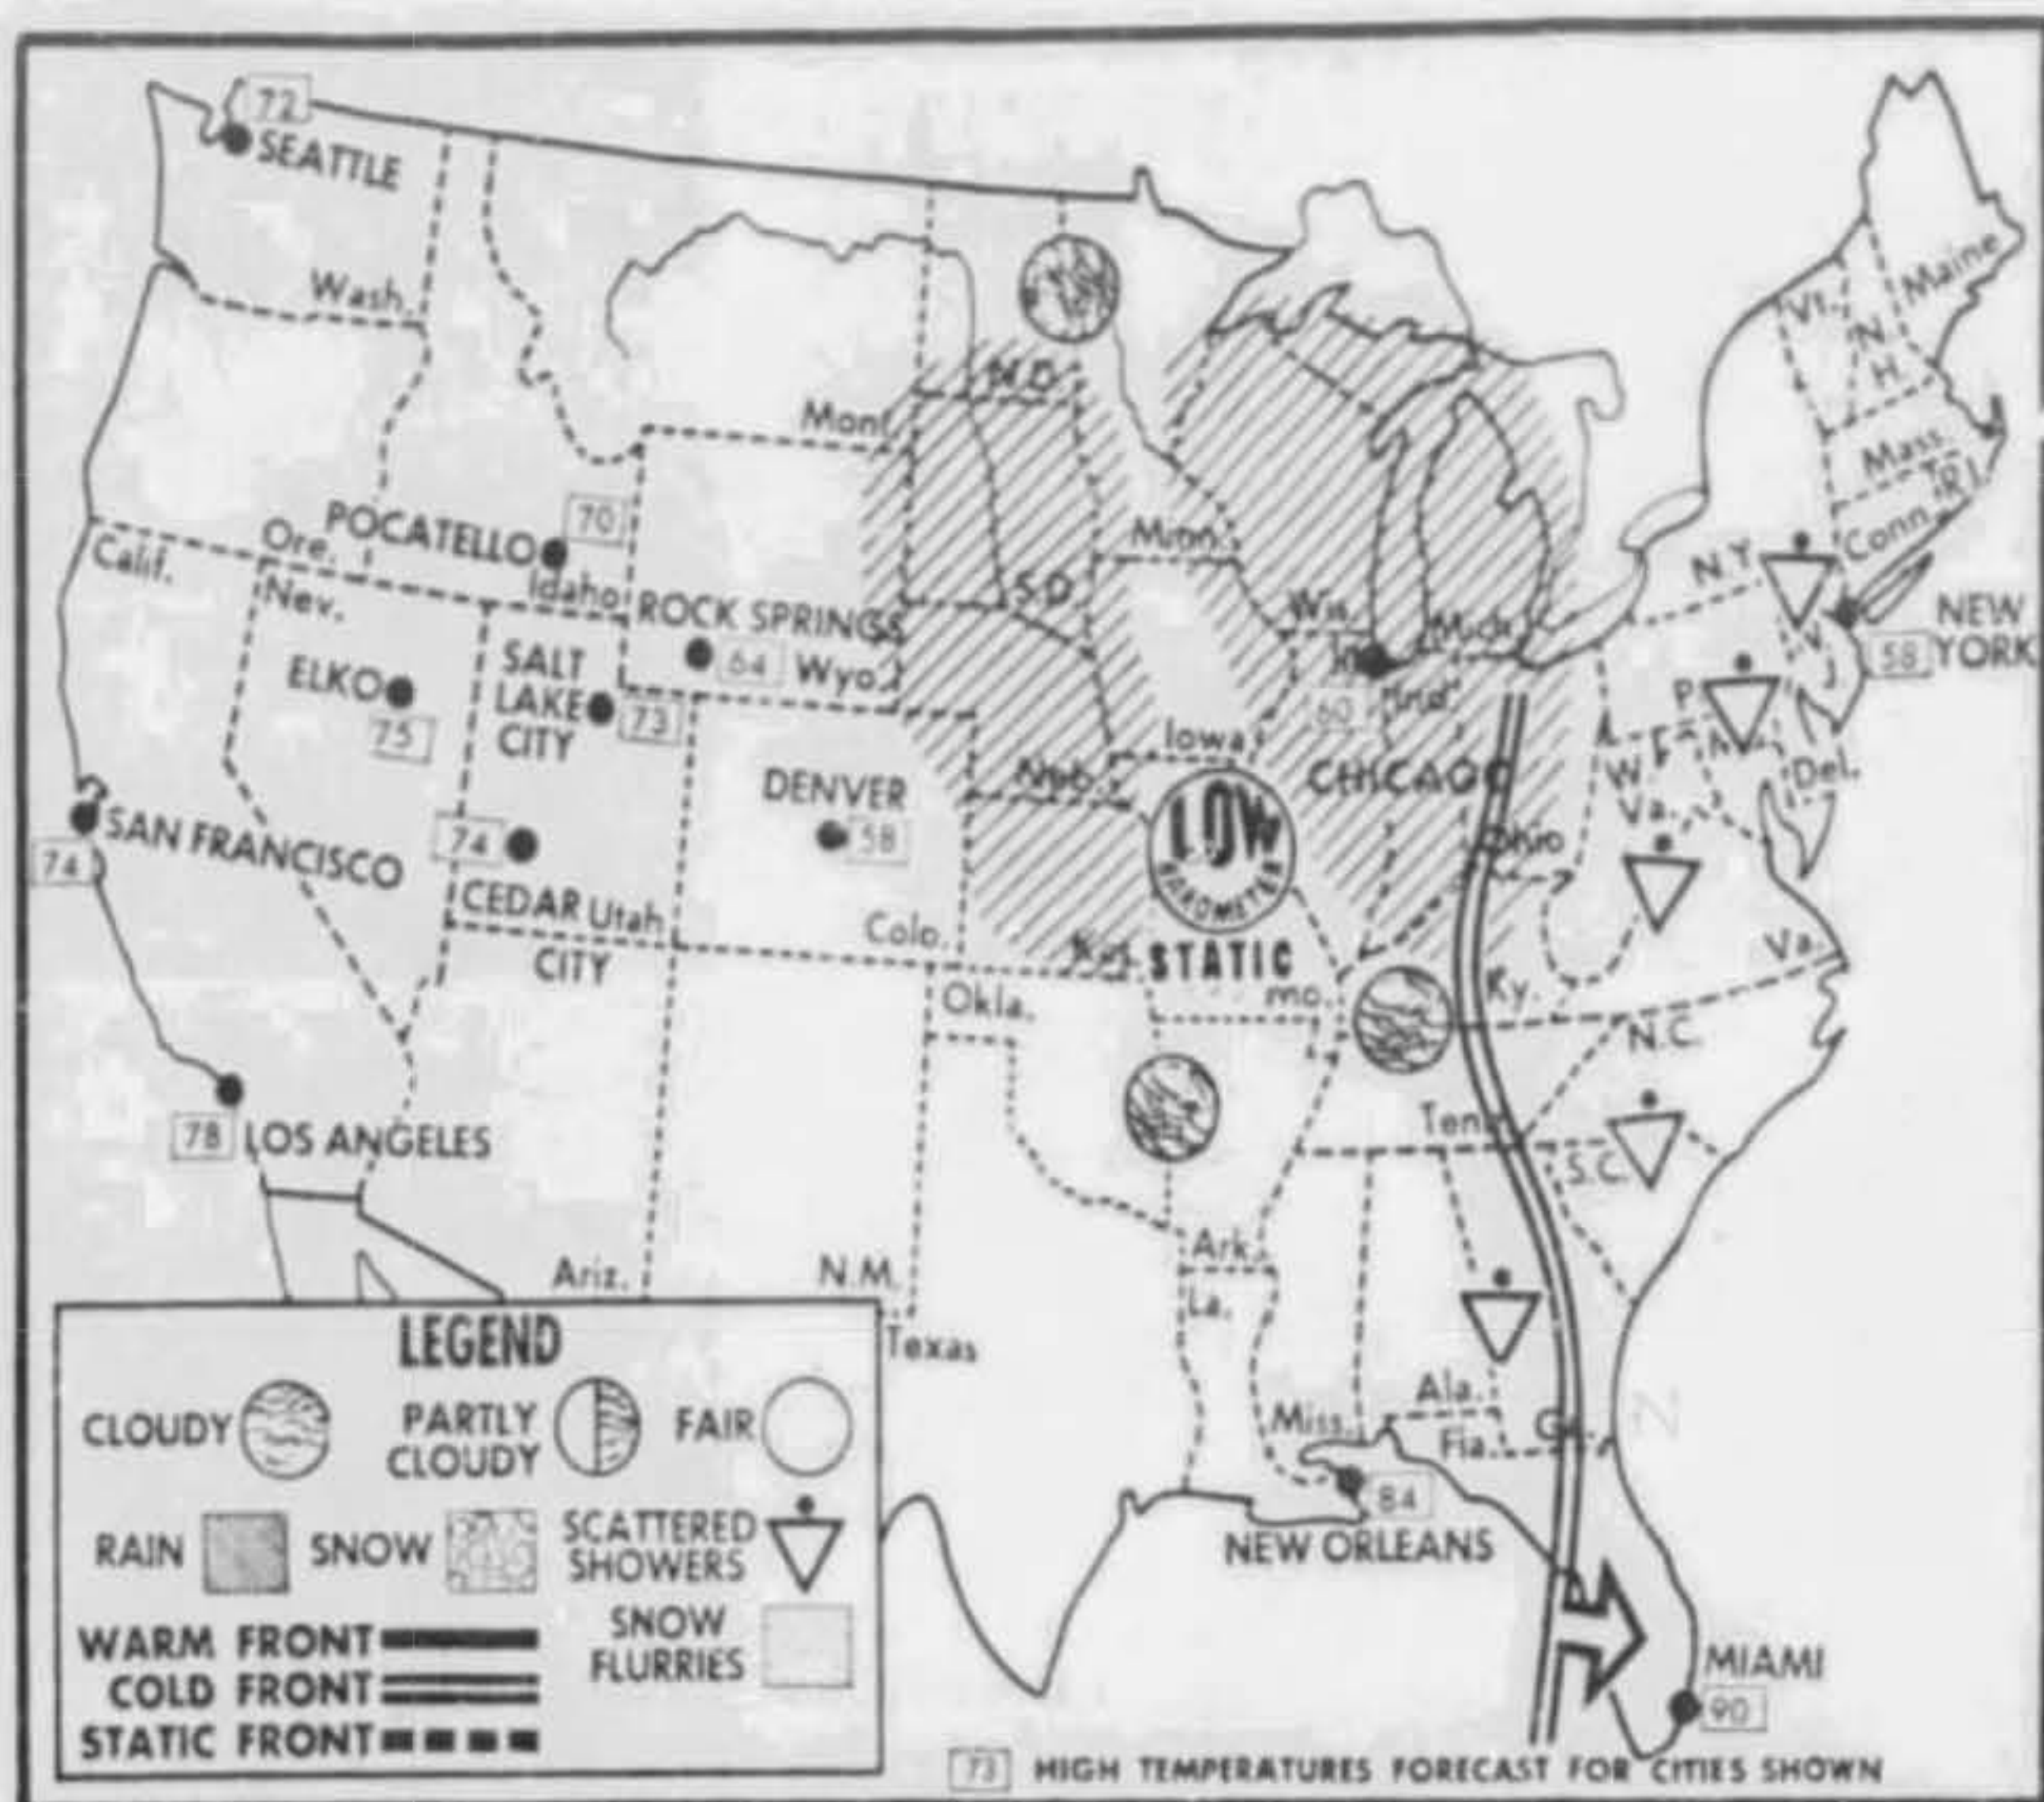 72
SEATTLE
Wash.
Mont.
N.D.
Vt.
N
H
Maine
Mass.
R.I.
Conn.
N.Y.
NEW
YORK
58
POCATELLO
70
Ore.
Calif.
Nev.
Idaho
ROCK SPRINGS
64
Wyo.
S.D.
Minn.
Wis.
Mich.
ELKO
75
SALT
LAKE
CITY
73
60
Ind.
P
N
J
Iowa
CHICAGO
Neb.
DENVER
58
LOW
BAROMETER
STATIC
Ohio
W
Va.
Del.
SAN FRANCISCO
74
74
CEDAR
Utah
CITY
Colo.
Okla.
mo.
Ky.
Va.
N.C.
78
LOS ANGELES
Tenn.
S.C.
Ark.
Ariz.
N.M.
Texas
La.
Miss.
Ala.
Fla.
84
NEW ORLEANS
MIAMI
90
LEGEND
CLOUDY
PARTLY
CLOUDY
FAIR
RAIN
SNOW
SCATTERED
SHOWERS
SNOW
FLURRIES
WARM FRONT
COLD FRONT
STATIC FRONT
73 HIGH TEMPERATURES FORECAST FOR CITIES SHOWN